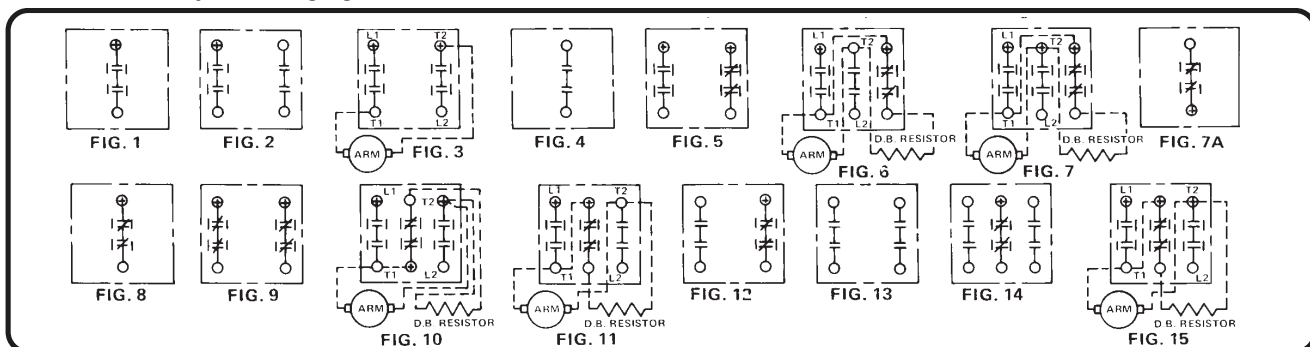 L1 T2
T1 L2
ARM
FIG. 1 FIG. 2 FIG. 3 FIG. 4 FIG. 5
L1 T2
T1 L2
ARM
D.B. RESISTOR
FIG. 6
L1 T2
T1 L2
ARM
D.B. RESISTOR
FIG. 7
FIG. 7A
FIG. 8 FIG. 9
L1 T2
T1 L2
ARM
D.B. RESISTOR
FIG. 10
L1 T2
T1 L2
ARM
D.B. RESISTOR
FIG. 11
FIG. 12 FIG. 13 FIG. 14
L1 T2
T1 L2
ARM
D.B. RESISTOR
FIG. 15